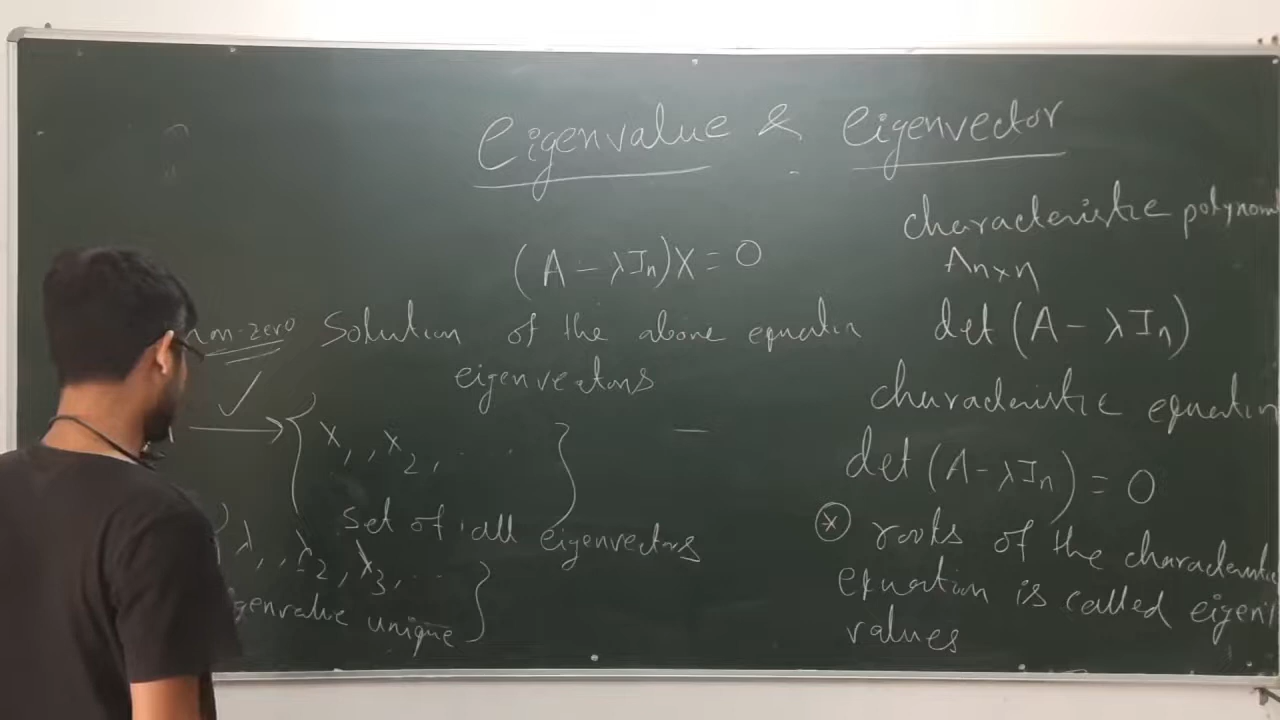 Eigenvalue & Eigenvector
(A - λIn)X = 0
non-zero Solution of the above equation
eigenvectors
{ X1, X2, .... }
set of all eigenvectors
λ1, λ2, λ3, ...
eigenvalue unique }
characteristic polynom
An×n
det (A - λIn)
characteristic equation
det (A - λIn) = 0
⊛ roots of the characteristic
equation is called eigen
values